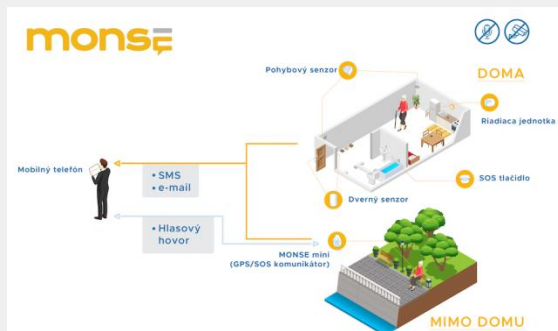 monse
Pohybový senzor
DOMA
Riadiaca jednotka
Mobilný telefón
• SMS
• e-mail
SOS tlačidlo
Dverný senzor
• Hlasový
hovor
MONSE mini
(GPS/SOS komunikátor)
MIMO DOMU